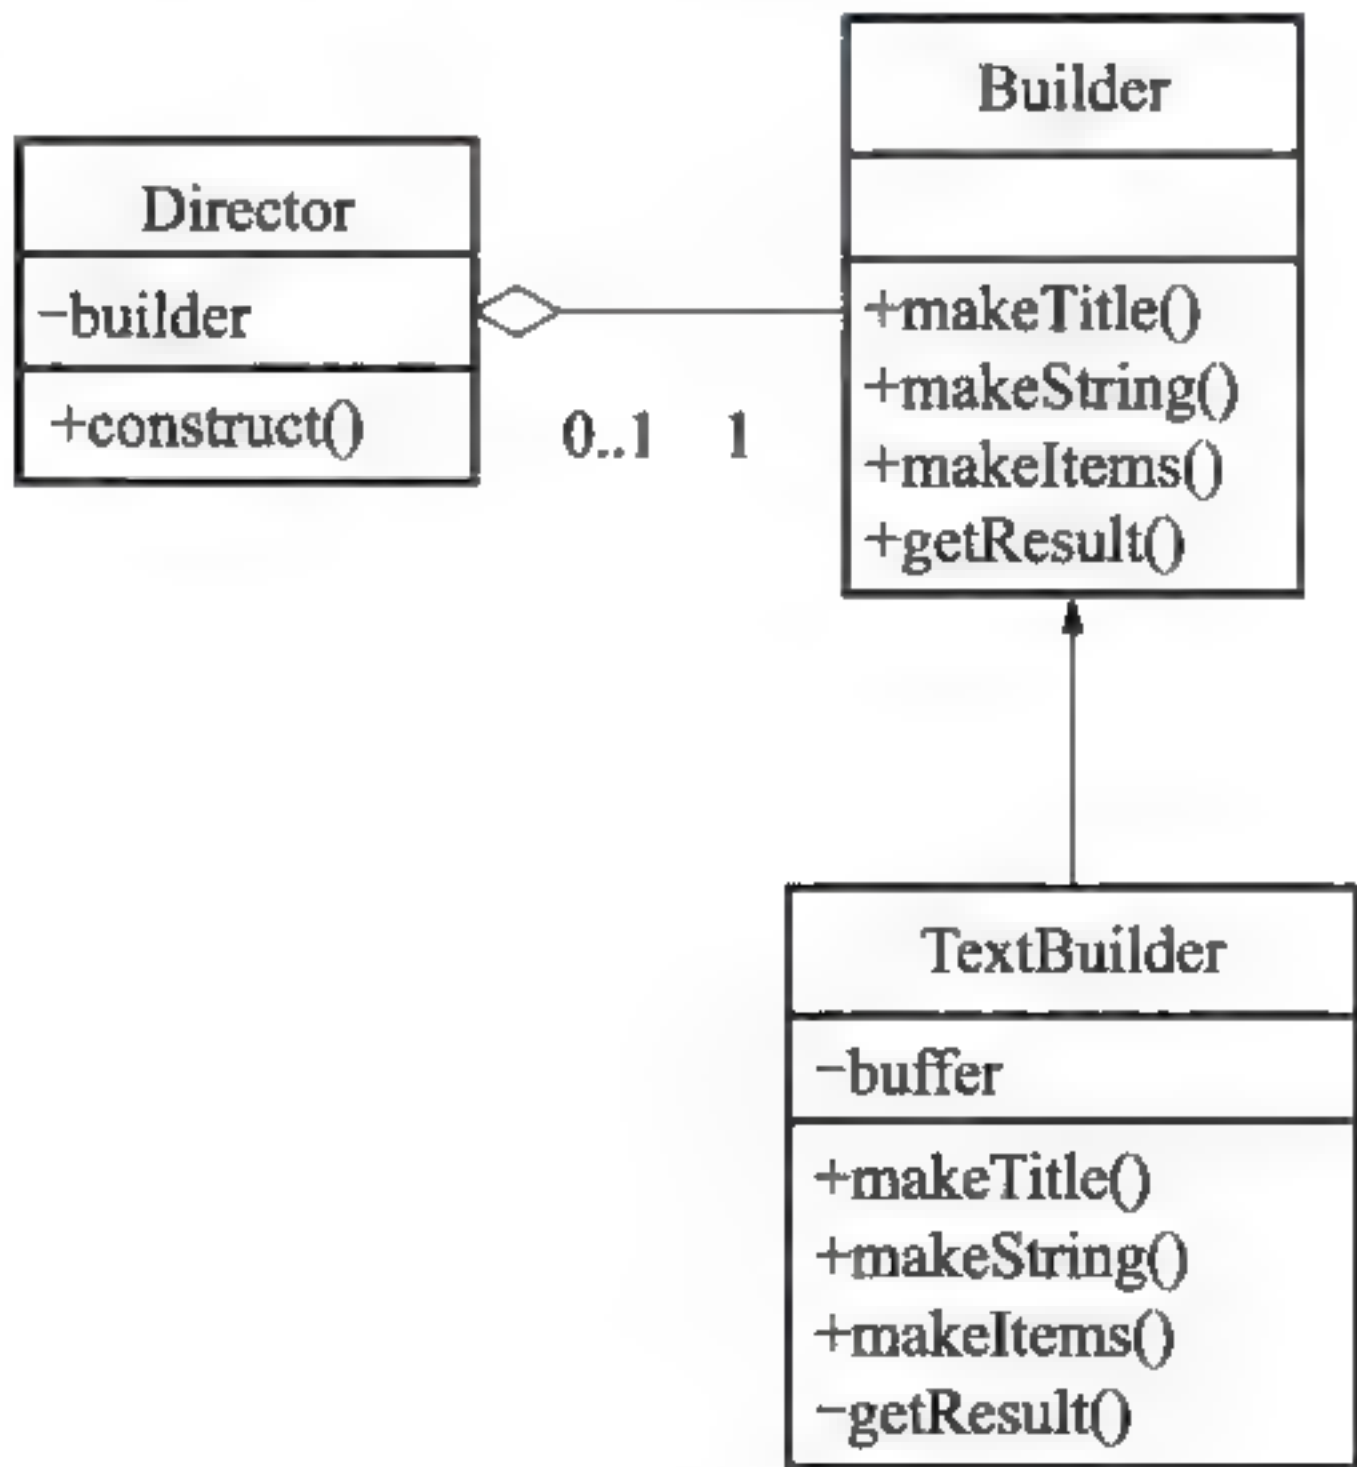 Director
-builder
+construct()
0..1 1
Builder
+makeTitle()
+makeString()
+makeItems()
+getResult()
TextBuilder
-buffer
+makeTitle()
+makeString()
+makeItems()
-getResult()